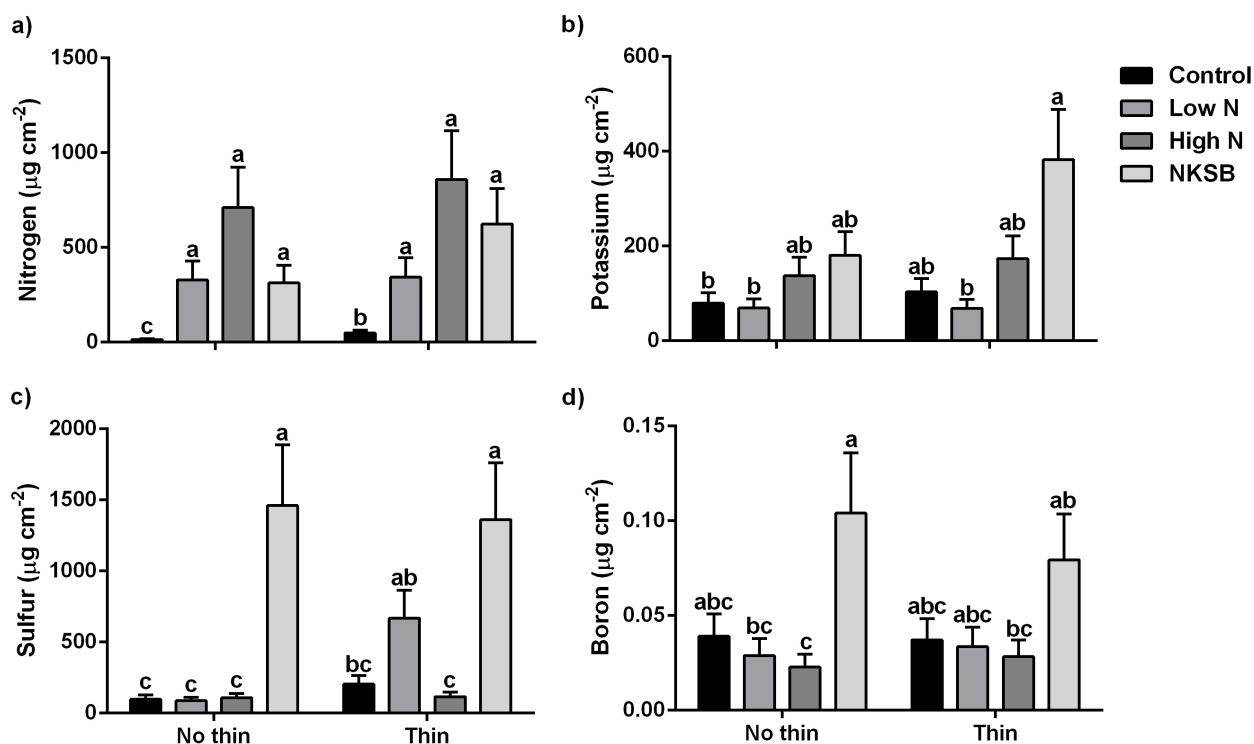 a)
Nitrogen (µg cm-2)
1500
1000
500
0
c
a
a
a
b
a
a
a
b)
Potassium (µg cm-2)
600
400
200
0
b
b
ab
ab
ab
b
ab
a
Control
Low N
High N
NKSB
c)
Sulfur (µg cm-2)
2000
1500
1000
500
0
c
c
c
a
bc
ab
c
a
No thin
Thin
d)
Boron (µg cm-2)
0.15
0.10
0.05
0.00
abc
bc
c
a
abc
abc
bc
ab
No thin
Thin